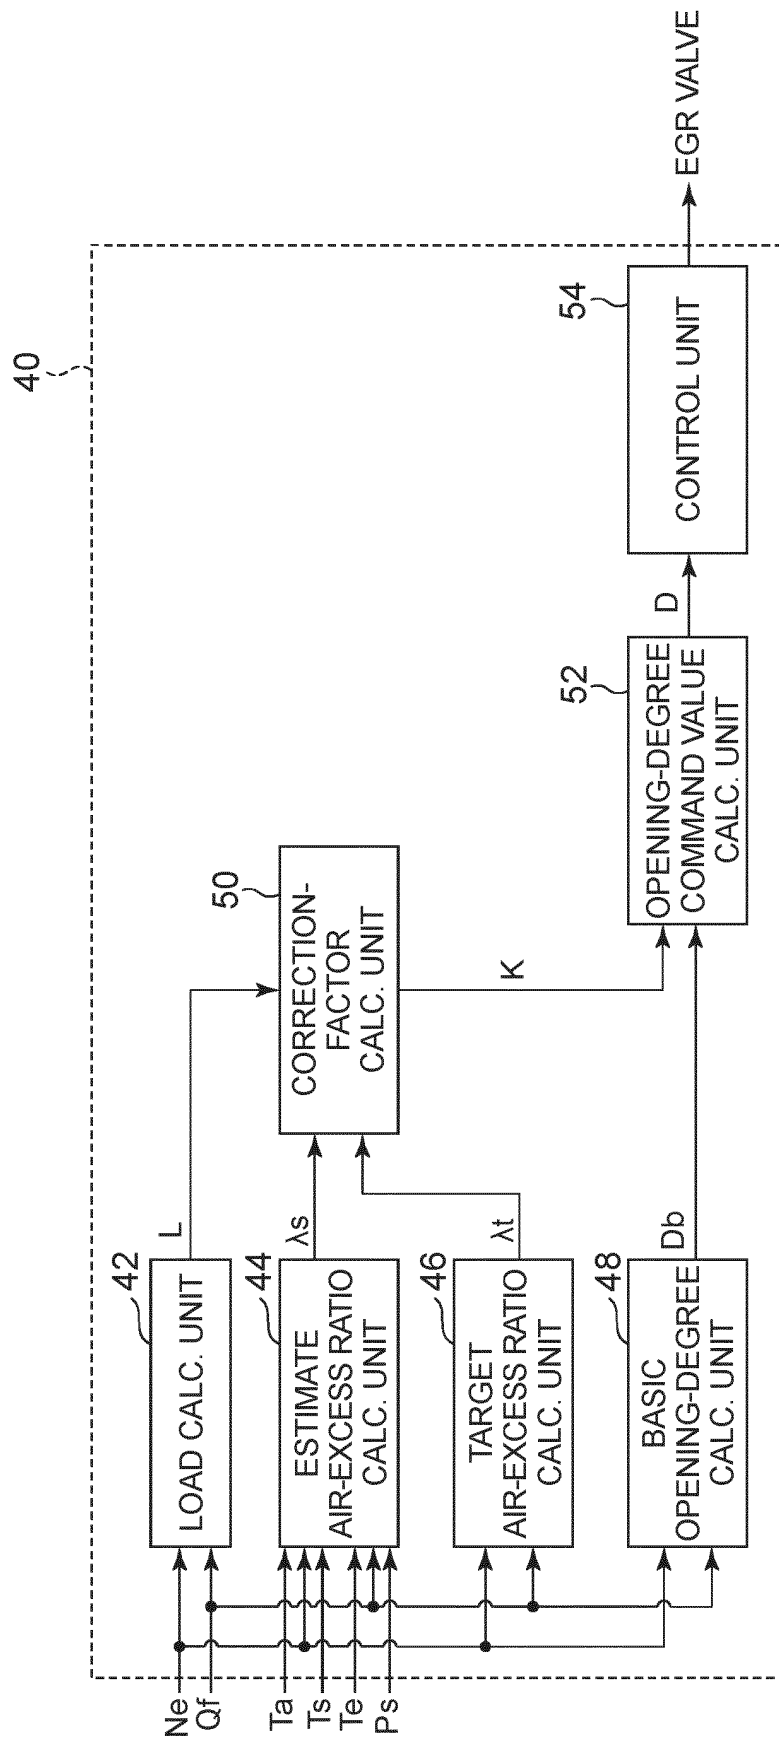 40
Ne
Qf
Ta
Ts
Te
Ps
42
LOAD CALC. UNIT
L
44
ESTIMATE
AIR-EXCESS RATIO
CALC. UNIT
λs
46
TARGET
AIR-EXCESS RATIO
CALC. UNIT
λt
48
BASIC
OPENING-DEGREE
CALC. UNIT
Db
50
CORRECTION-
FACTOR
CALC. UNIT
K
52
OPENING-DEGREE
COMMAND VALUE
CALC. UNIT
D
54
CONTROL UNIT
EGR VALVE